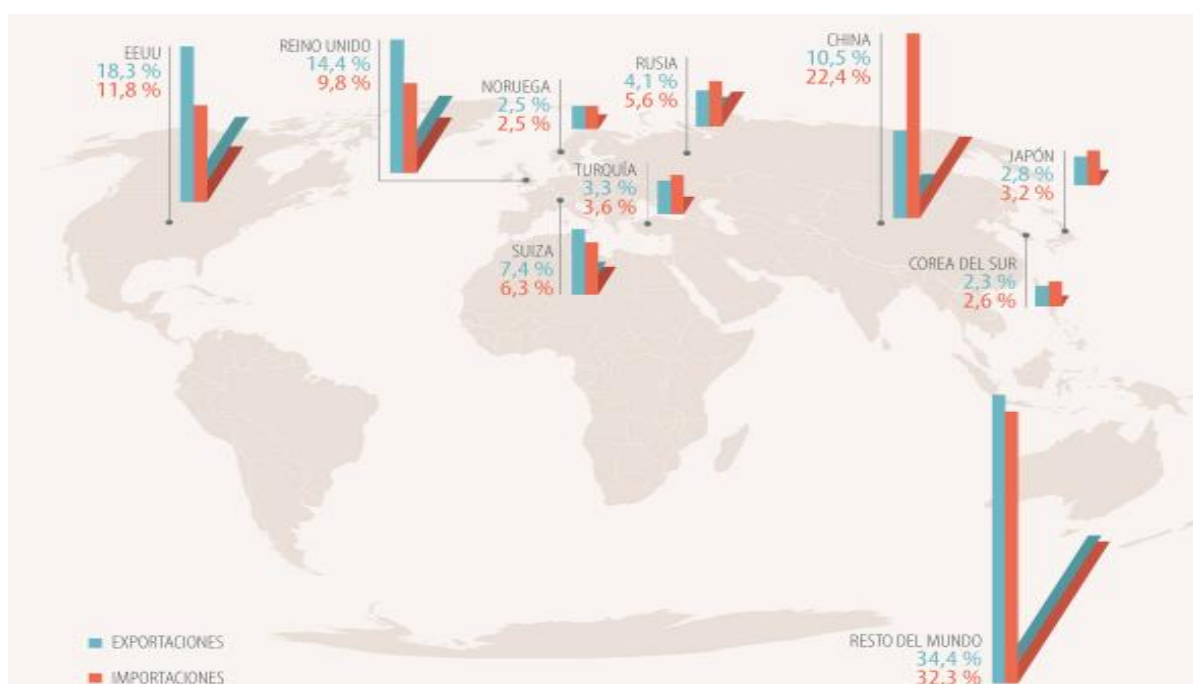 EEUU
18,3 %
11,8 %
REINO UNIDO
14,4 %
9,8 %
NORUEGA
2,5 %
2,5 %
RUSIA
4,1 %
5,6 %
CHINA
10,5 %
22,4 %
JAPÓN
2,8 %
3,2 %
TURQUÍA
3,3 %
3,6 %
SUIZA
7,4 %
6,3 %
COREA DEL SUR
2,3 %
2,6 %
RESTO DEL MUNDO
34,4 %
32,3 %
EXPORTACIONES
IMPORTACIONES